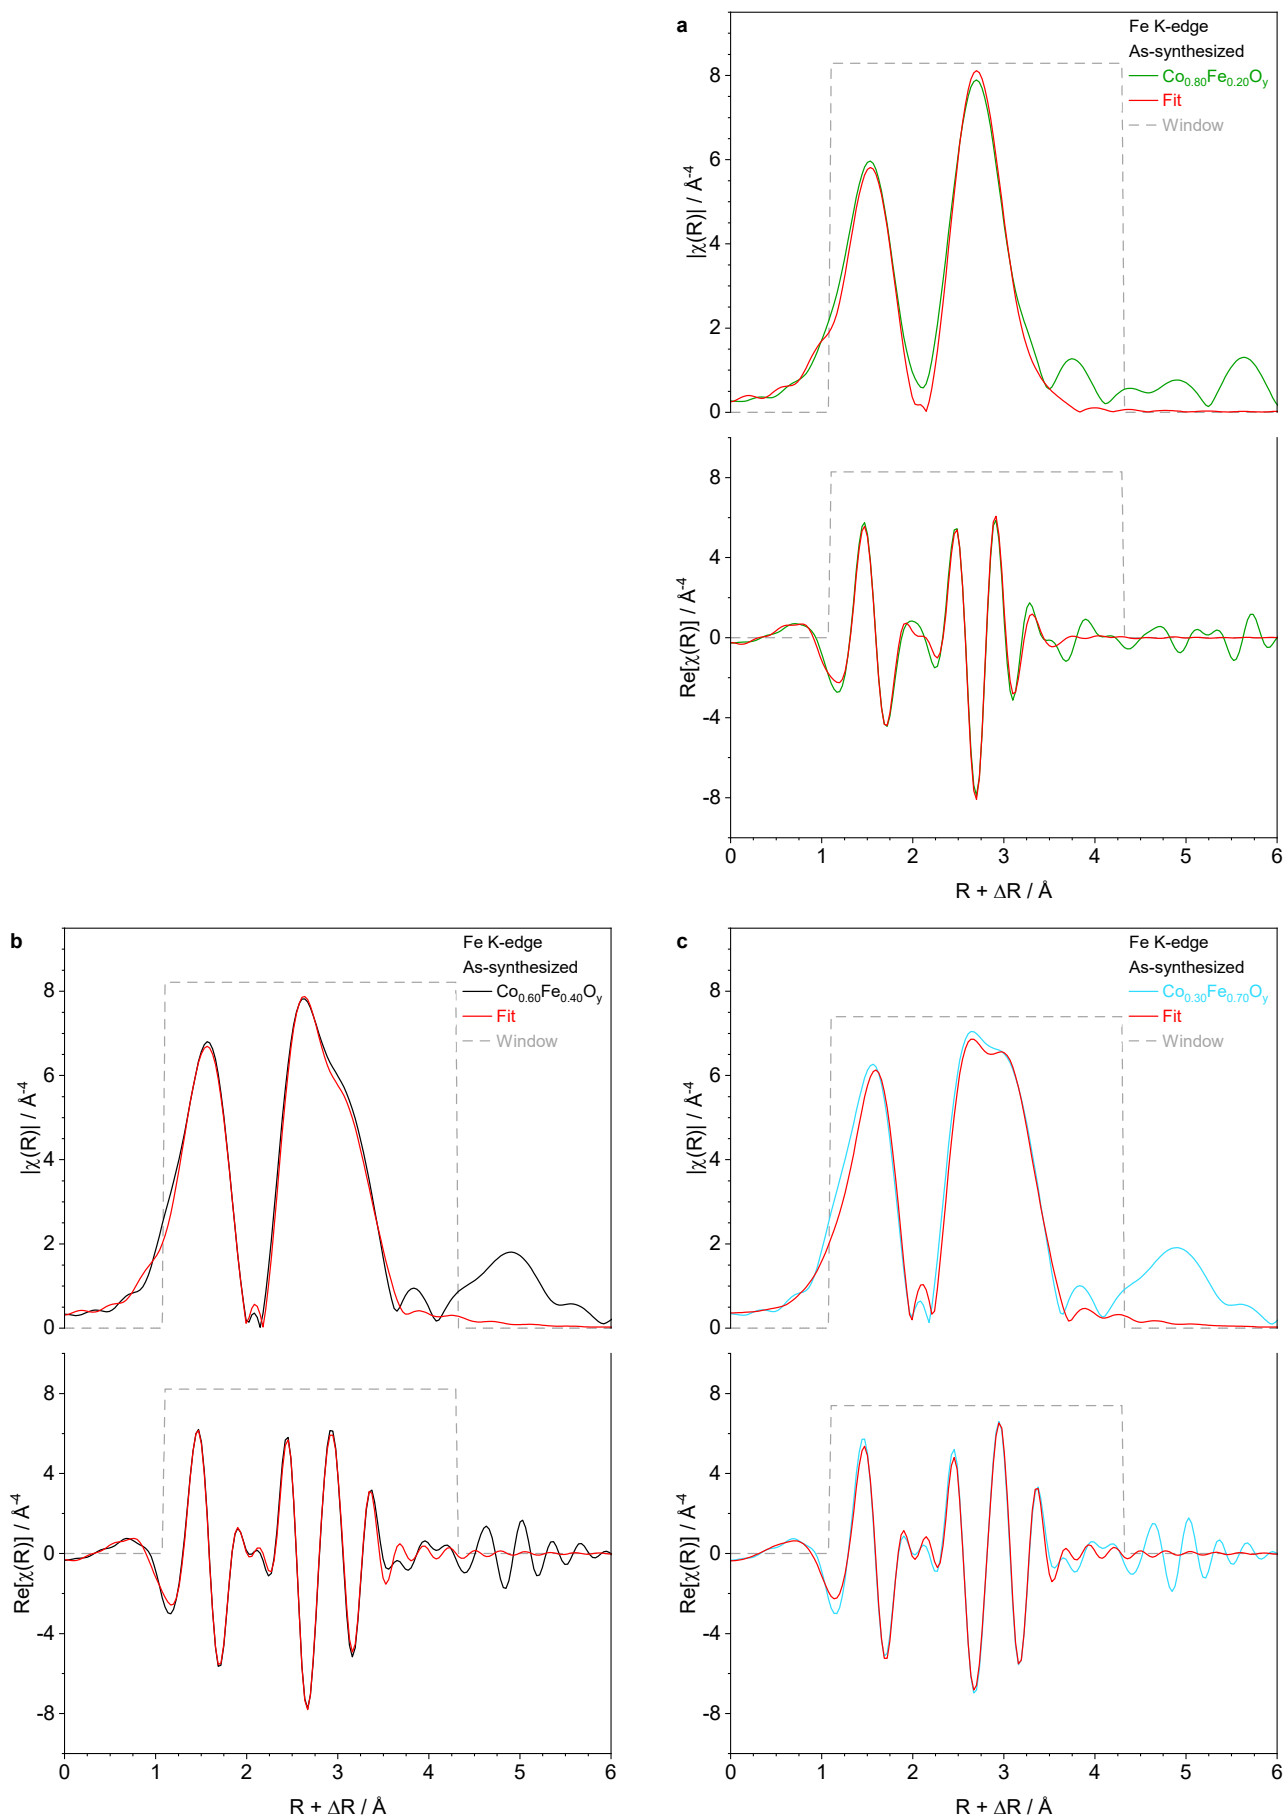 a
Fe K-edge
As-synthesized
Co0.80Fe0.20Oy
Fit
Window
8
6
4
2
0
|χ(R)| / Å-4
8
4
0
-4
-8
Re[χ(R)] / Å-4
0 1 2 3 4 5 6
R + ΔR / Å
b
Fe K-edge
As-synthesized
Co0.60Fe0.40Oy
Fit
Window
8
6
4
2
0
|χ(R)| / Å-4
8
4
0
-4
-8
Re[χ(R)] / Å-4
0 1 2 3 4 5 6
R + ΔR / Å
c
Fe K-edge
As-synthesized
Co0.30Fe0.70Oy
Fit
Window
8
6
4
2
0
|χ(R)| / Å-4
8
4
0
-4
-8
Re[χ(R)] / Å-4
0 1 2 3 4 5 6
R + ΔR / Å